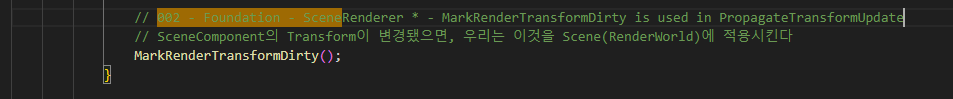 // 002 - Foundation - SceneRenderer * - MarkRenderTransformDirty is used in PropagateTransformUpdate
// SceneComponent의 Transform이 변경됐으면, 우리는 이것을 Scene(RenderWorld)에 적용시킨다
MarkRenderTransformDirty();
}